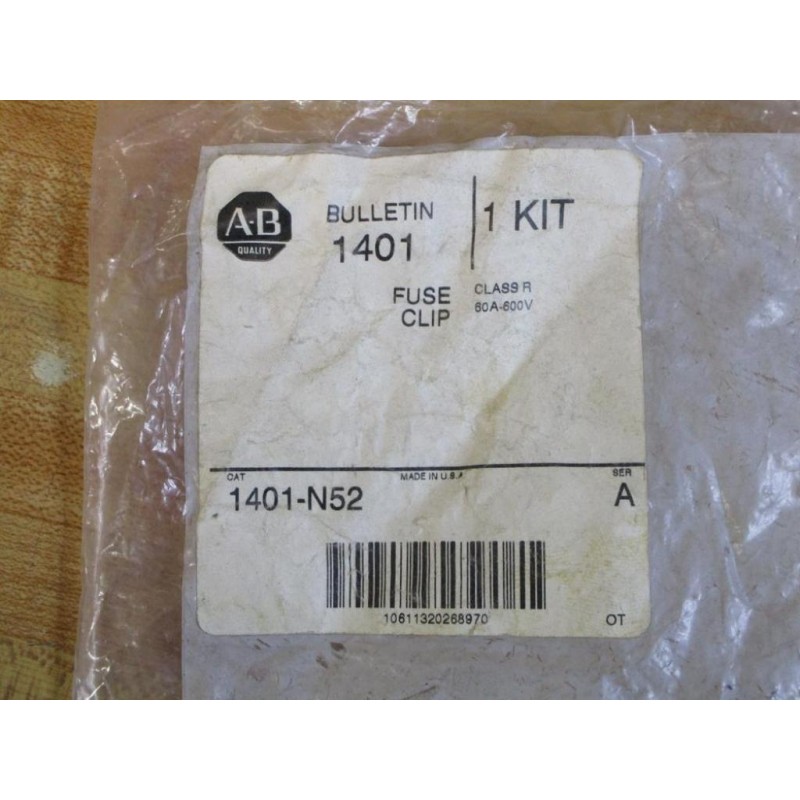 A-B
QUALITY
BULLETIN
1401
1 KIT
FUSE
CLIP
CLASS R
60A-600V
CAT
1401-N52
MADE IN U.S.A
SER
A
10611320268970
OT